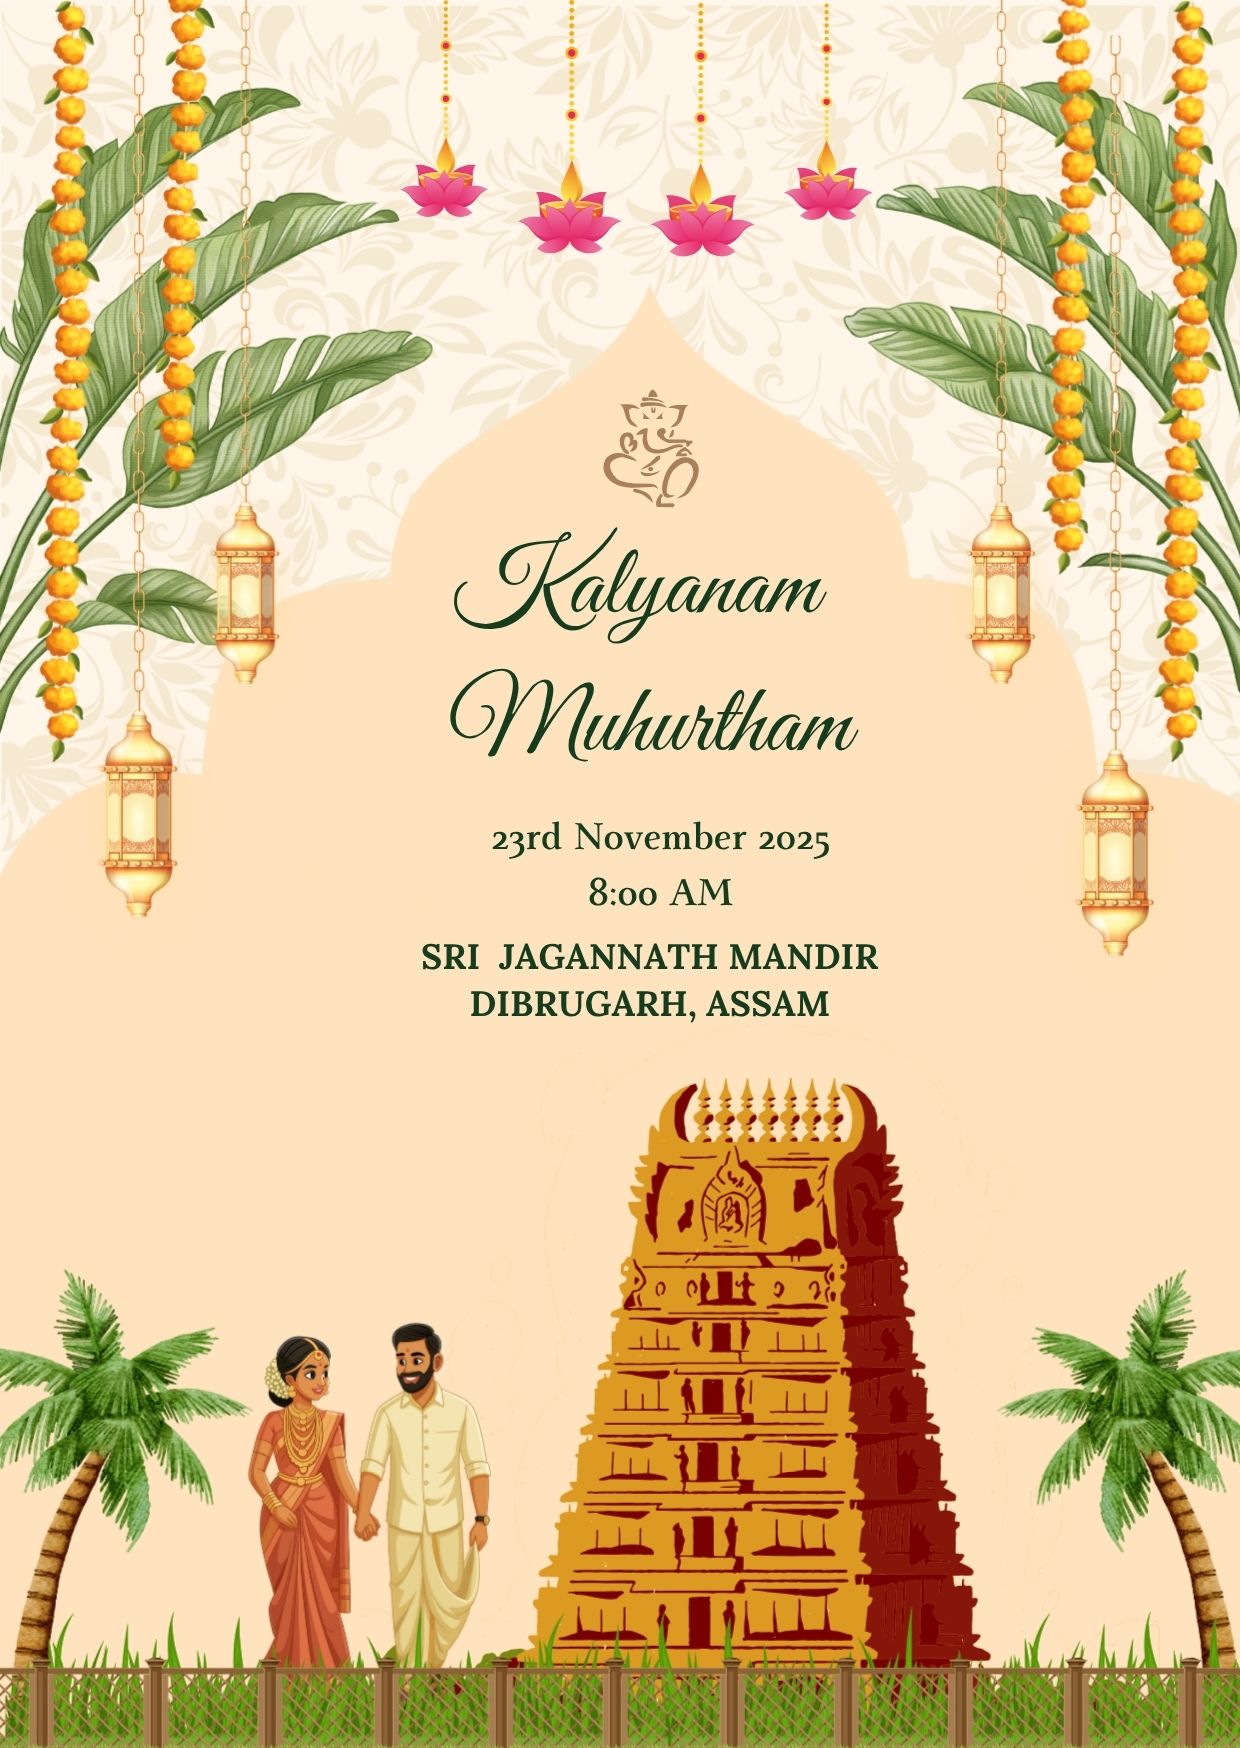 Kalyanam
Muhurtham
23rd November 2025
8:00 AM
SRI JAGANNATH MANDIR
DIBRUGARH, ASSAM